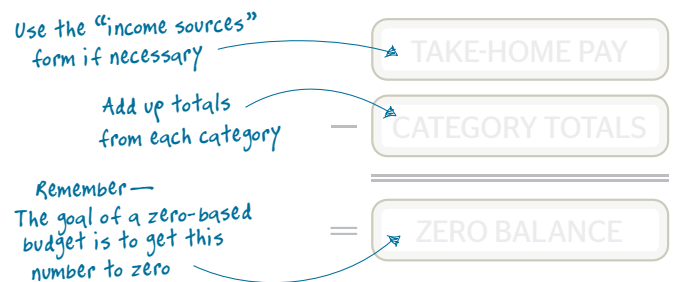 Use the “income sources”
form if necessary
TAKE-HOME PAY
Add up totals
from each category
— CATEGORY TOTALS
Remember—
The goal of a zero-based
budget is to get this
number to zero
= ZERO BALANCE